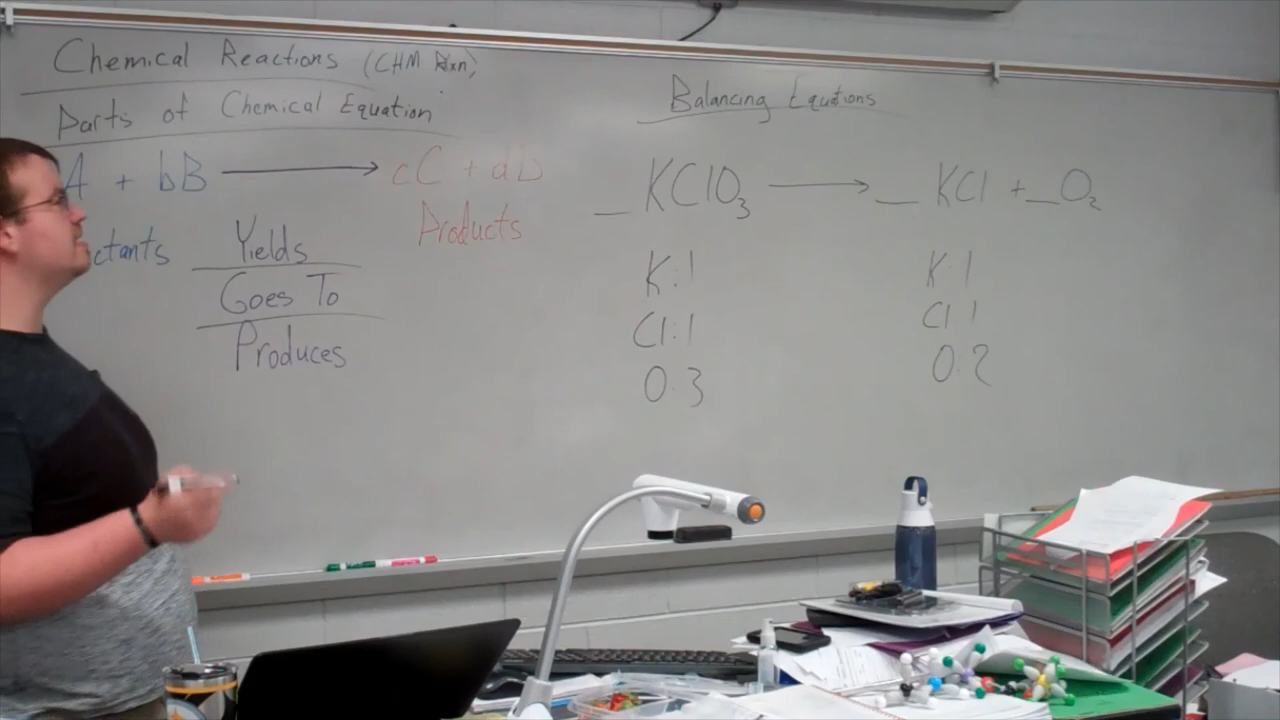 Chemical Reactions (CHM Rxn)
Parts of Chemical Equation
A + bB → cC + dD
ctants
Products
Yields
Goes To
Produces
Balancing Equations
_ KClO₃ → _ KCl + _ O₂
K:1
Cl:1
O:3
K:1
Cl:1
O:2